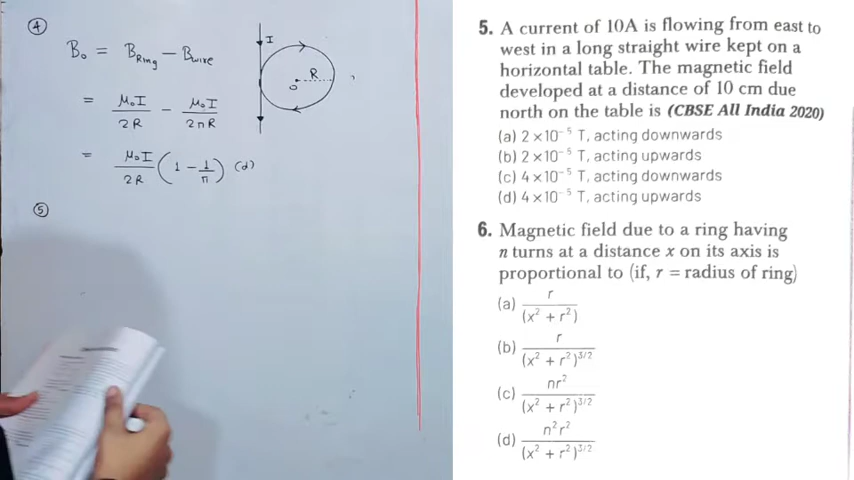 ④
B₀ = B_Ring − B_wire
= μ₀I/2R − μ₀I/2πR
= μ₀I/2R (1 − 1/π) (d)
I
R
O
⑤
5. A current of 10A is flowing from east to
west in a long straight wire kept on a
horizontal table. The magnetic field
developed at a distance of 10 cm due
north on the table is (CBSE All India 2020)
(a) 2×10⁻⁵ T, acting downwards
(b) 2×10⁻⁵ T, acting upwards
(c) 4×10⁻⁵ T, acting downwards
(d) 4×10⁻⁵ T, acting upwards
6. Magnetic field due to a ring having
n turns at a distance x on its axis is
proportional to (if, r = radius of ring)
(a) r/(x² + r²)
(b) r/(x² + r²)^3/2
(c) nr²/(x² + r²)^3/2
(d) n²r²/(x² + r²)^3/2